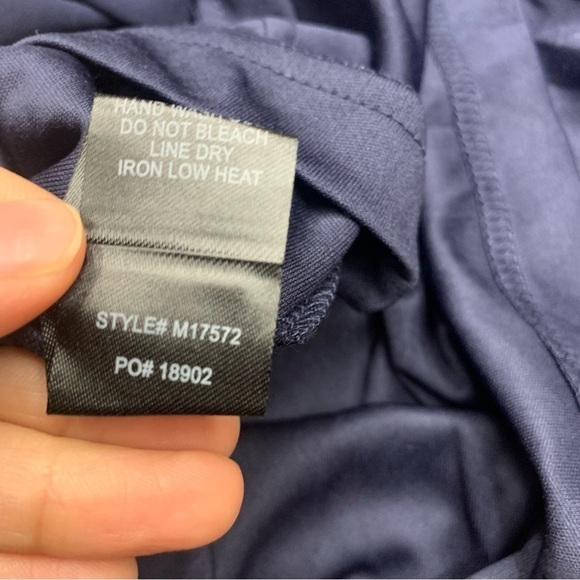 HAND WASH
DO NOT BLEACH
LINE DRY
IRON LOW HEAT
STYLE# M17572
PO# 18902